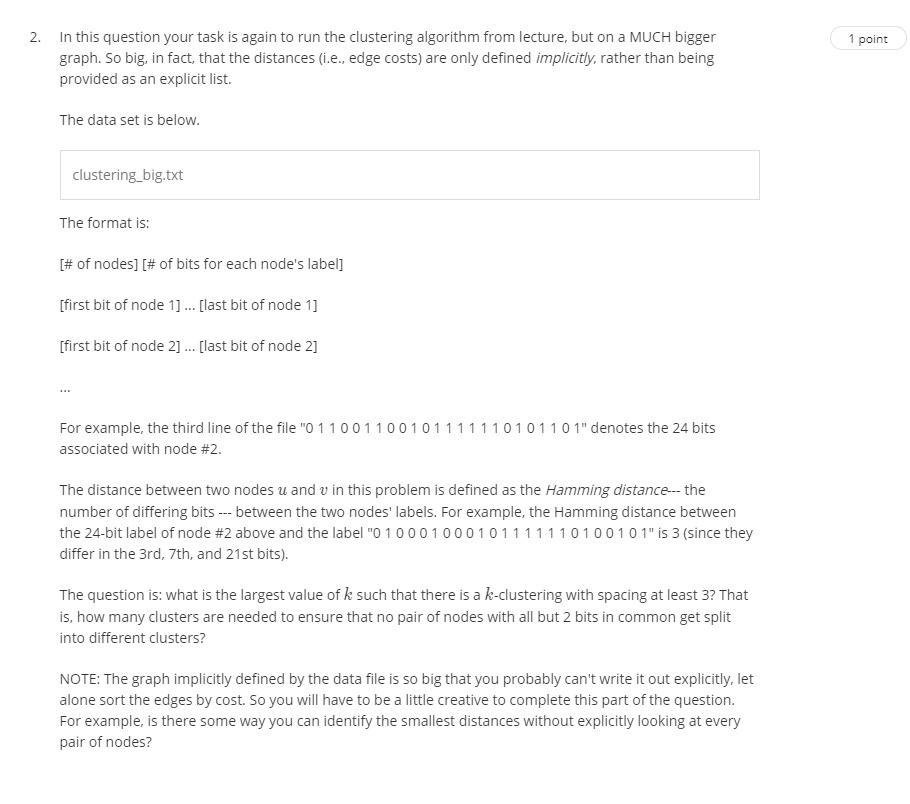 2. In this question your task is again to run the clustering algorithm from lecture, but on a MUCH bigger 1 point
graph. So big, in fact, that the distances (i.e., edge costs) are only defined implicitly, rather than being
provided as an explicit list.
The data set is below.
clustering_big.txt
The format is:
[# of nodes] [# of bits for each node's label]
[first bit of node 1] ... [last bit of node 1]
[first bit of node 2] ... [last bit of node 2]
...
For example, the third line of the file "0 1 1 0 0 1 1 0 0 1 0 1 1 1 1 1 1 0 1 0 1 1 0 1" denotes the 24 bits
associated with node #2.
The distance between two nodes u and v in this problem is defined as the Hamming distance--- the
number of differing bits --- between the two nodes' labels. For example, the Hamming distance between
the 24-bit label of node #2 above and the label "0 1 0 0 0 1 0 0 0 1 0 1 1 1 1 1 1 0 1 0 0 1 0 1" is 3 (since they
differ in the 3rd, 7th, and 21st bits).
The question is: what is the largest value of k such that there is a k-clustering with spacing at least 3? That
is, how many clusters are needed to ensure that no pair of nodes with all but 2 bits in common get split
into different clusters?
NOTE: The graph implicitly defined by the data file is so big that you probably can't write it out explicitly, let
alone sort the edges by cost. So you will have to be a little creative to complete this part of the question.
For example, is there some way you can identify the smallest distances without explicitly looking at every
pair of nodes?